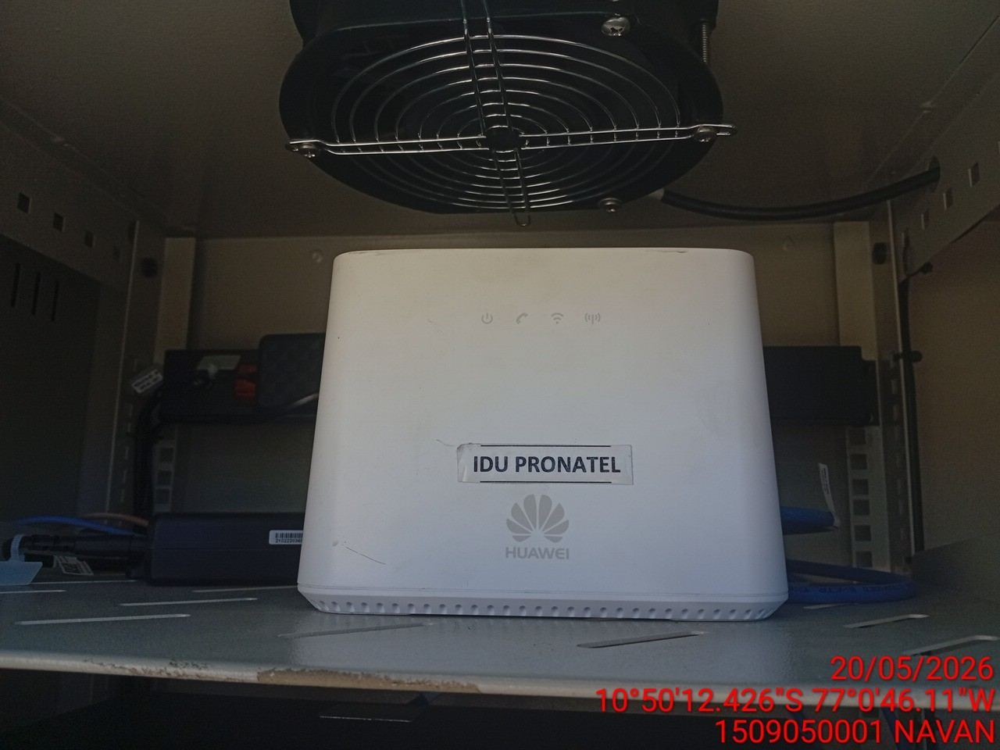 IDU PRONATEL
HUAWEI
20/05/2026
10°50'12.426"S 77°0'46.11"W
1509050001 NAVAN